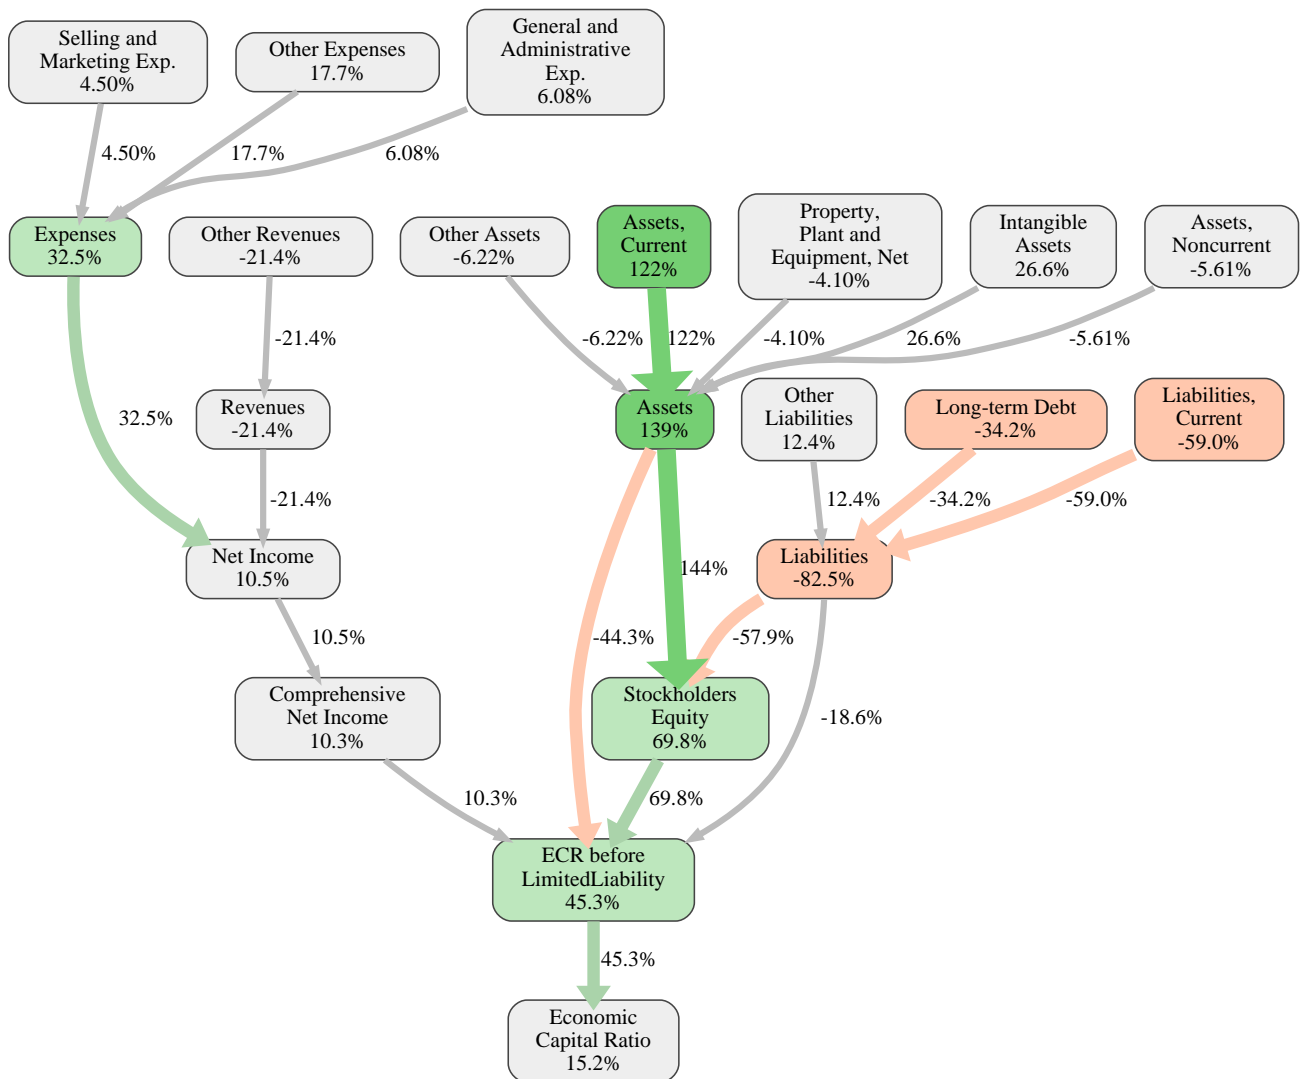 Selling and
Marketing Exp.
4.50%
Other Expenses
17.7%
General and
Administrative
Exp.
6.08%
4.50%
17.7%
6.08%
Expenses
32.5%
Other Revenues
-21.4%
Other Assets
-6.22%
Assets,
Current
122%
Property,
Plant and
Equipment, Net
-4.10%
Intangible
Assets
26.6%
Assets,
Noncurrent
-5.61%
-21.4%
-6.22%
122%
-4.10%
26.6%
-5.61%
32.5%
Revenues
-21.4%
Assets
139%
Other
Liabilities
12.4%
Long-term Debt
-34.2%
Liabilities,
Current
-59.0%
-21.4%
12.4%
-34.2%
-59.0%
Net Income
10.5%
144%
Liabilities
-82.5%
10.5%
-44.3%
-57.9%
-18.6%
Comprehensive
Net Income
10.3%
Stockholders
Equity
69.8%
10.3%
69.8%
ECR before
LimitedLiability
45.3%
45.3%
Economic
Capital Ratio
15.2%